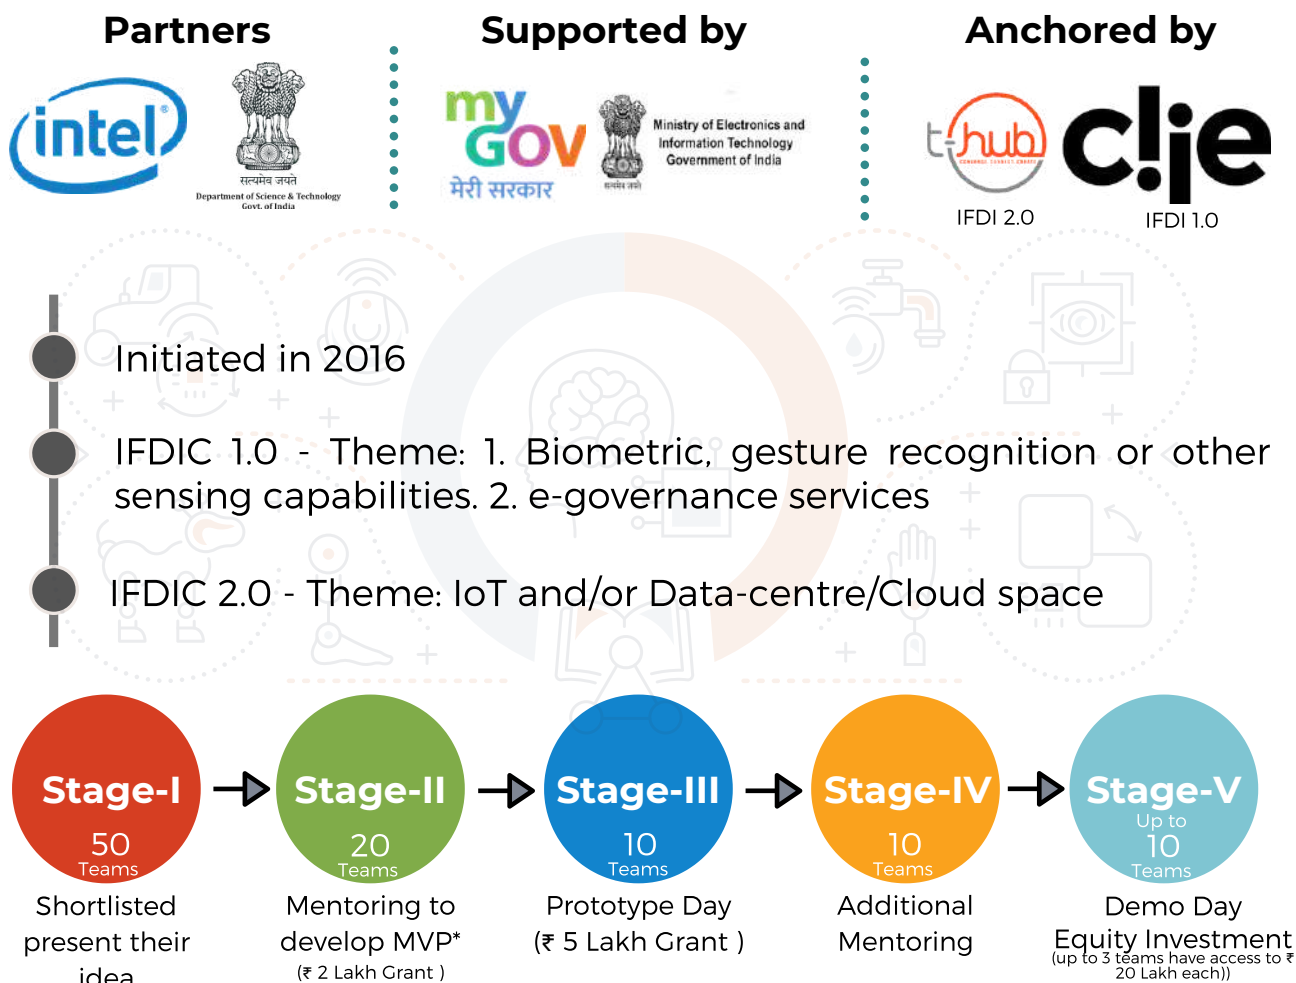 Partners
Supported by
Anchored by
intel®
सत्यमेव जयते
Department of Science & Technology
Govt. of India
my
GOV
मेरी सरकार
सत्यमेव जयते
Ministry of Electronics and
Information Technology
Government of India
t-hub
COLLIDE CONNECT CREATE
IFDI 2.0
c!ie
IFDI 1.0
Initiated in 2016
IFDIC 1.0 - Theme: 1. Biometric, gesture recognition or other
sensing capabilities. 2. e-governance services
IFDIC 2.0 - Theme: IoT and/or Data-centre/Cloud space
Stage-I
50
Teams
Shortlisted
present their
idea
Stage-II
20
Teams
Mentoring to
develop MVP*
(₹ 2 Lakh Grant )
Stage-III
10
Teams
Prototype Day
(₹ 5 Lakh Grant )
Stage-IV
10
Teams
Additional
Mentoring
Stage-V
Up to
10
Teams
Demo Day
Equity Investment
(up to 3 teams have access to ₹
20 Lakh each))